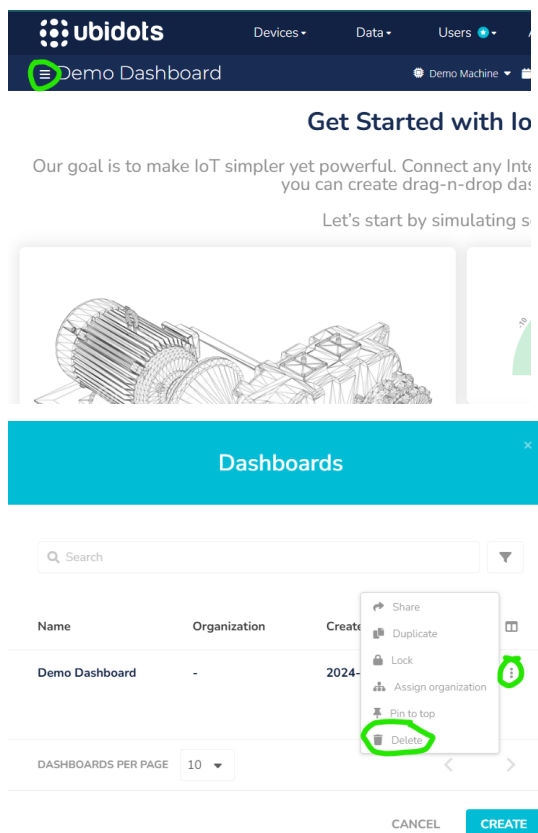 ubidots Devices Data Users
Demo Dashboard Demo Machine
Get Started with Io
Our goal is to make IoT simpler yet powerful. Connect any Inte
you can create drag-n-drop das
Let's start by simulating s
-10
Dashboards ×
Search
Name Organization Create
Demo Dashboard - 2024-
Share
Duplicate
Lock
Assign organization
Pin to top
Delete
DASHBOARDS PER PAGE 10
CANCEL CREATE